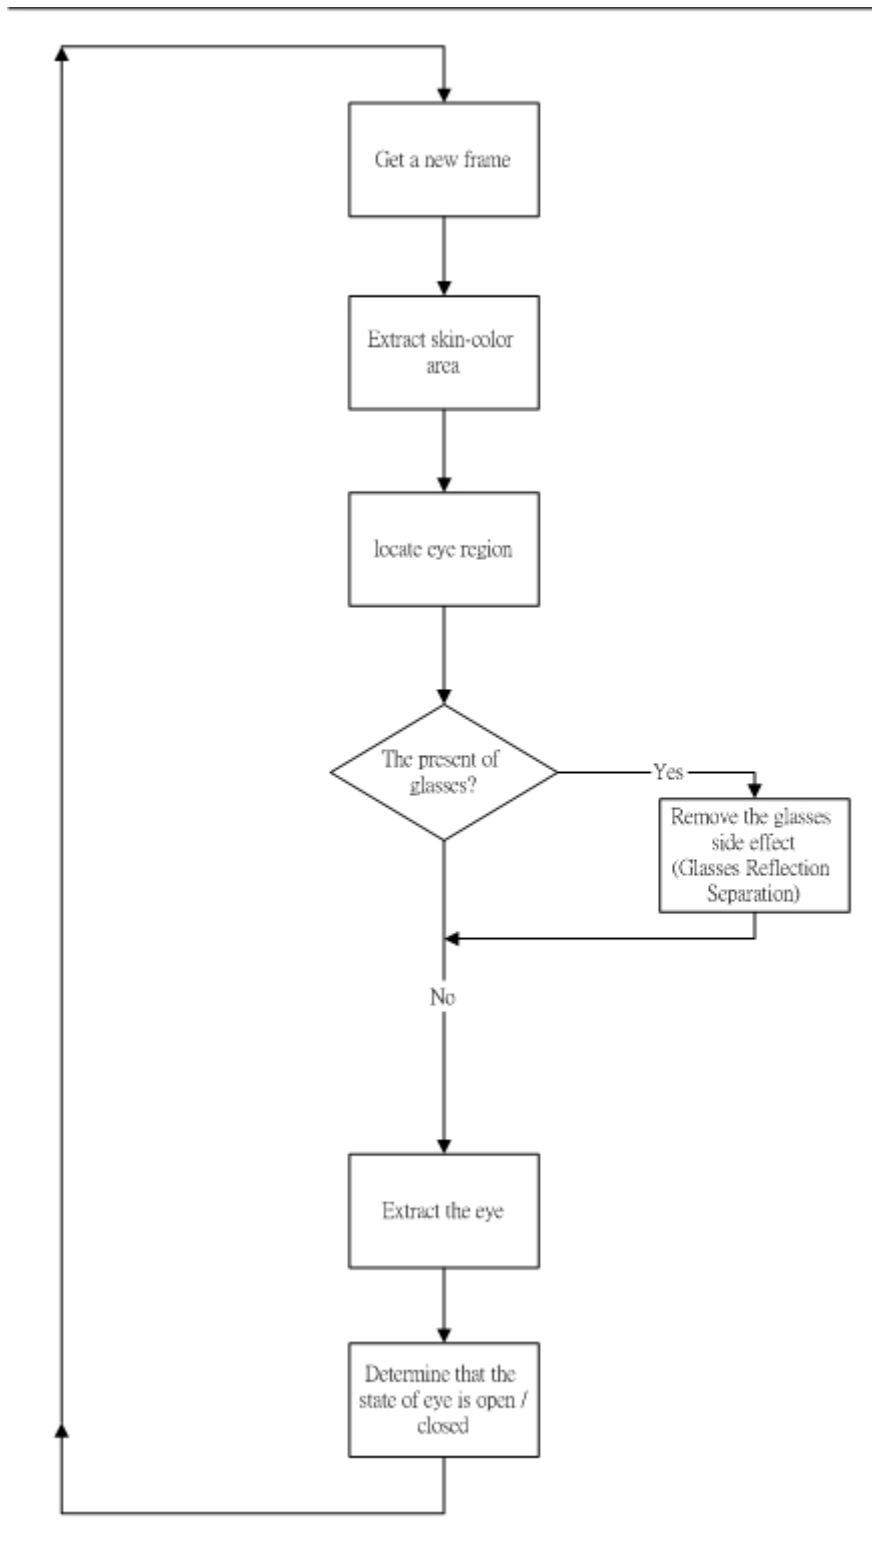 Get a new frame
Extract skin-color
area
locate eye region
The present of
glasses?
Yes
Remove the glasses
side effect
(Glasses Reflection
Separation)
No
Extract the eye
Determine that the
state of eye is open /
closed